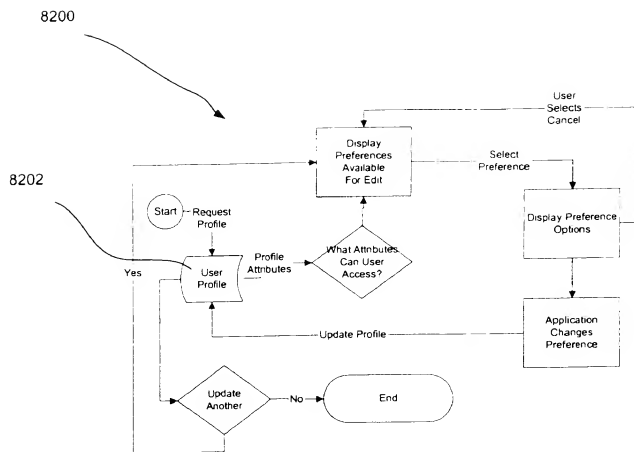 8200
User
Selects
Cancel
Display
Preferences
Available
For Edit
Select
Preference
8202
Start
Request
Profile
Display Preference
Options
What Attributes
Can User
Access?
Profile
Attributes
User
Profile
Yes
Application
Changes
Preference
Update Profile
Update
Another
No
End